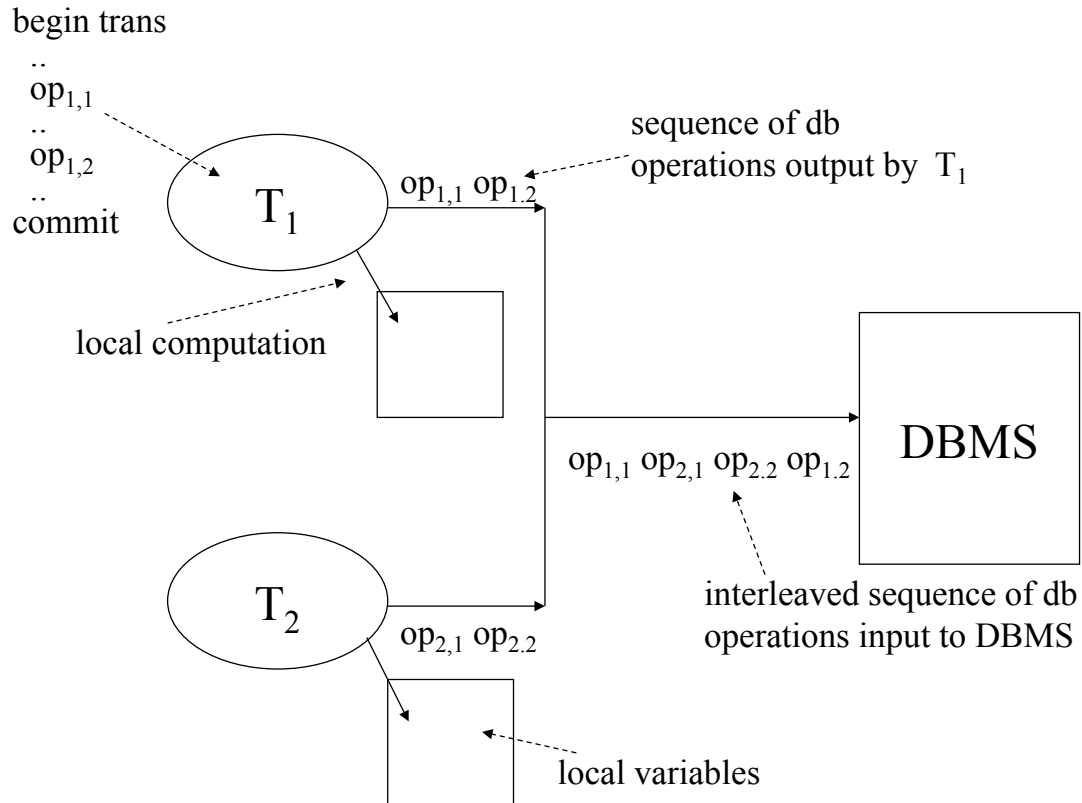 begin trans
..
op1,1
..
op1,2
..
commit
T1
op1,1 op1.2
sequence of db
operations output by T1
local computation
DBMS
op1,1 op2,1 op2.2 op1.2
interleaved sequence of db
operations input to DBMS
T2
op2,1 op2.2
local variables